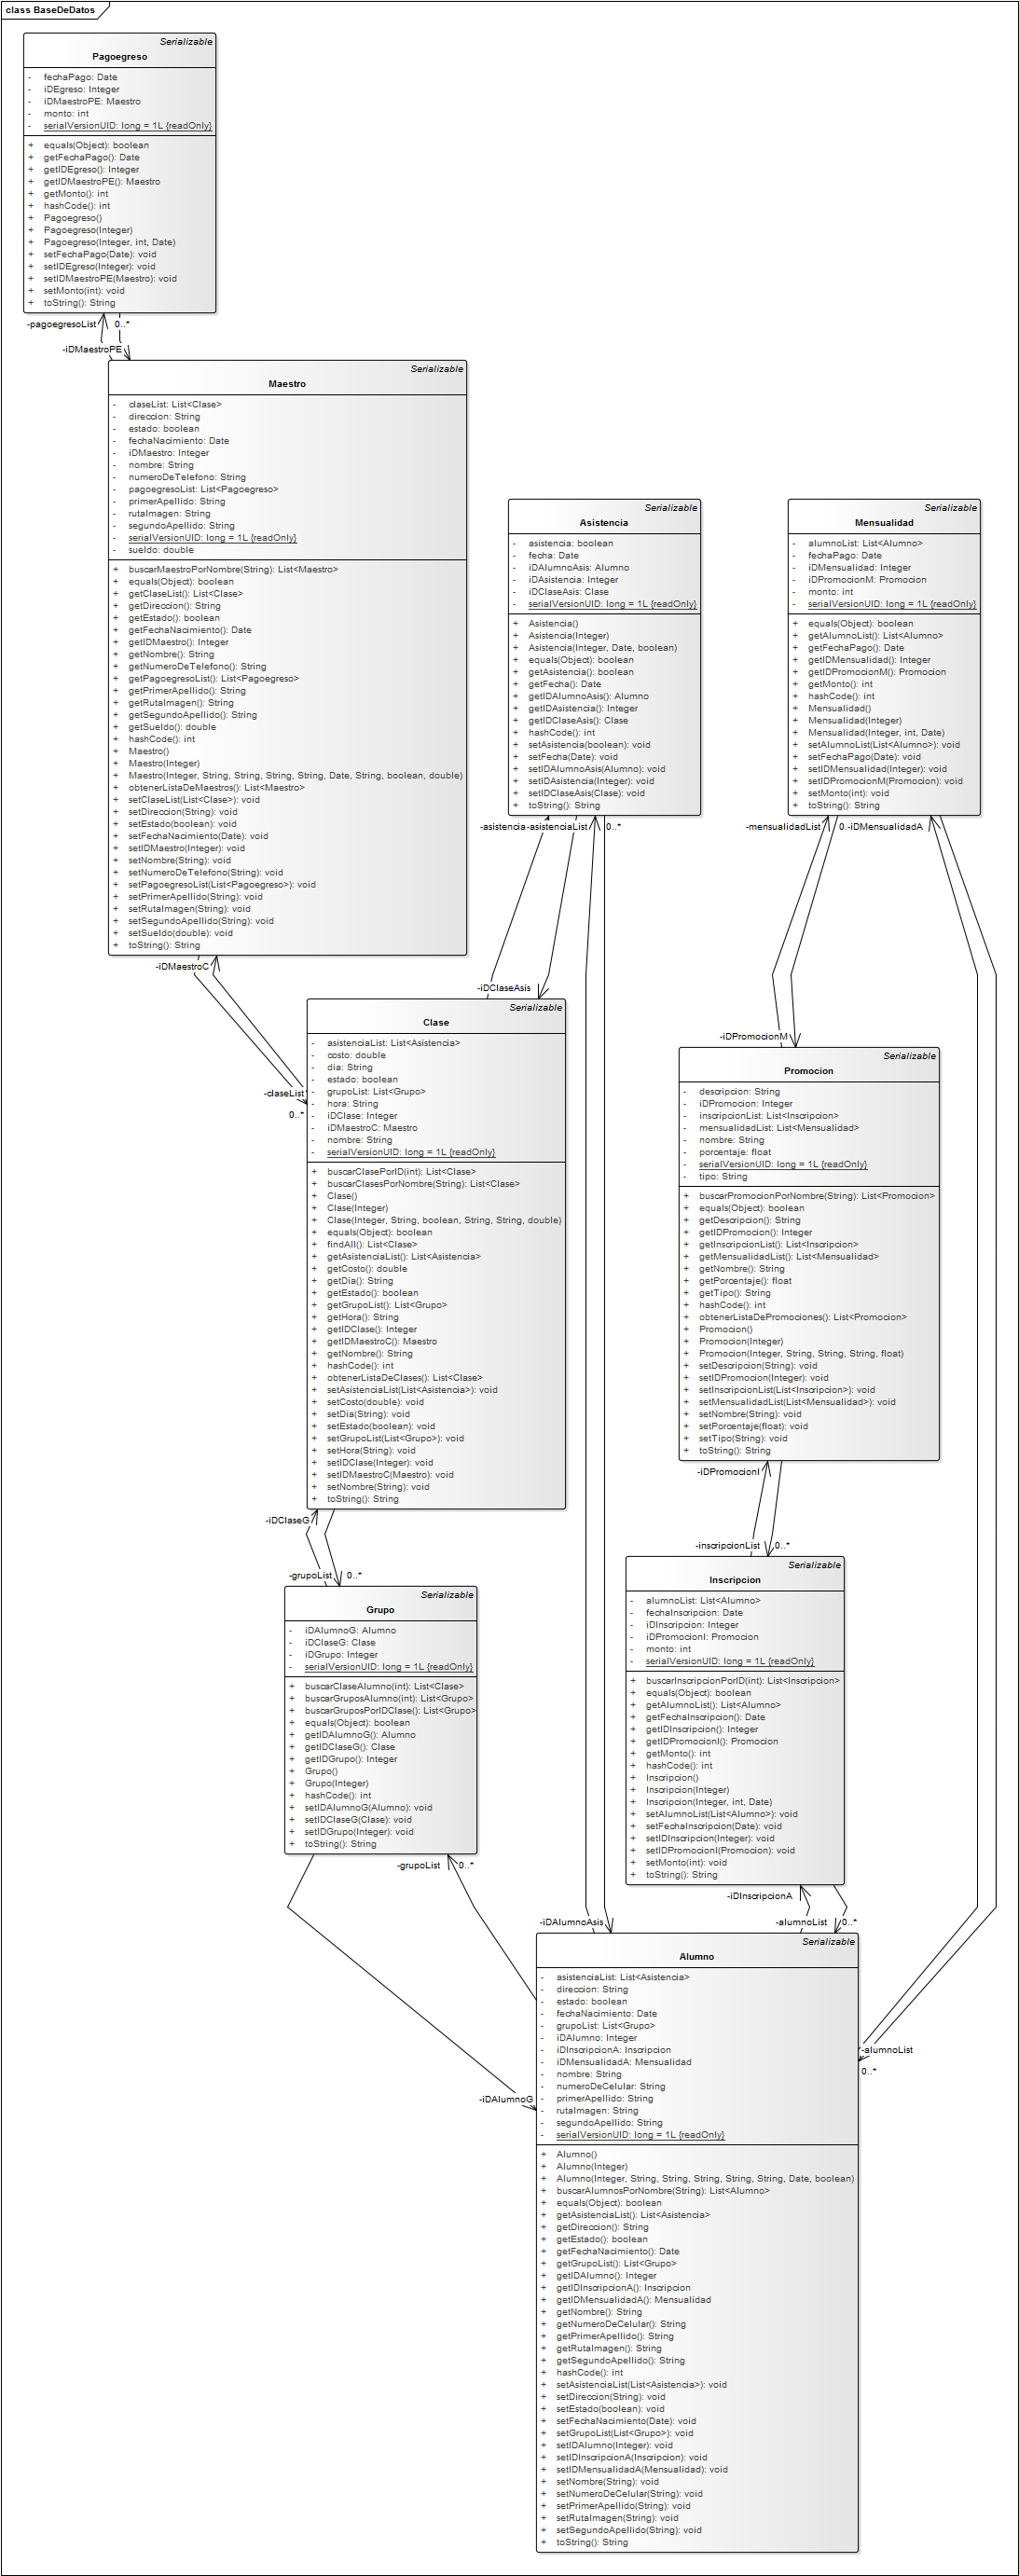 class BaseDeDatos
Serializable
Pagoegreso
- fechaPago: Date
- iDEgreso: Integer
- iDMaestroPE: Maestro
- monto: int
- serialVersionUID: long = 1L {readOnly}
+ equals(Object): boolean
+ getFechaPago(): Date
+ getIDEgreso(): Integer
+ getIDMaestroPE(): Maestro
+ getMonto(): int
+ hashCode(): int
+ Pagoegreso()
+ Pagoegreso(Integer)
+ Pagoegreso(Integer, int, Date)
+ setFechaPago(Date): void
+ setIDEgreso(Integer): void
+ setIDMaestroPE(Maestro): void
+ setMonto(int): void
+ toString(): String
-pagoegresoList 0..*
-iDMaestroPE
Serializable
Maestro
- claseList: List<Clase>
- direccion: String
- estado: boolean
- fechaNacimiento: Date
- iDMaestro: Integer
- nombre: String
- numeroDeTelefono: String
- pagoegresoList: List<Pagoegreso>
- primerApellido: String
- rutaImagen: String
- segundoApellido: String
- serialVersionUID: long = 1L {readOnly}
- sueldo: double
+ buscarMaestroPorNombre(String): List<Maestro>
+ equals(Object): boolean
+ getClaseList(): List<Clase>
+ getDireccion(): String
+ getEstado(): boolean
+ getFechaNacimiento(): Date
+ getIDMaestro(): Integer
+ getNombre(): String
+ getNumeroDeTelefono(): String
+ getPagoegresoList(): List<Pagoegreso>
+ getPrimerApellido(): String
+ getRutaImagen(): String
+ getSegundoApellido(): String
+ getSueldo(): double
+ hashCode(): int
+ Maestro()
+ Maestro(Integer)
+ Maestro(Integer, String, String, String, String, Date, String, boolean, double)
+ obtenerListaDeMaestros(): List<Maestro>
+ setClaseList(List<Clase>): void
+ setDireccion(String): void
+ setEstado(boolean): void
+ setFechaNacimiento(Date): void
+ setIDMaestro(Integer): void
+ setNombre(String): void
+ setNumeroDeTelefono(String): void
+ setPagoegresoList(List<Pagoegreso>): void
+ setPrimerApellido(String): void
+ setRutaImagen(String): void
+ setSegundoApellido(String): void
+ setSueldo(double): void
+ toString(): String
-iDMaestroC
Serializable
Asistencia
- asistencia: boolean
- fecha: Date
- iDAlumnoAsis: Alumno
- iDAsistencia: Integer
- iDClaseAsis: Clase
- serialVersionUID: long = 1L {readOnly}
+ Asistencia()
+ Asistencia(Integer)
+ Asistencia(Integer, Date, boolean)
+ equals(Object): boolean
+ getAsistencia(): boolean
+ getFecha(): Date
+ getIDAlumnoAsis(): Alumno
+ getIDAsistencia(): Integer
+ getIDClaseAsis(): Clase
+ hashCode(): int
+ setAsistencia(boolean): void
+ setFecha(Date): void
+ setIDAlumnoAsis(Alumno): void
+ setIDAsistencia(Integer): void
+ setIDClaseAsis(Clase): void
+ toString(): String
-asistencia-asistenciaList 0..*
Serializable
Mensualidad
- alumnoList: List<Alumno>
- fechaPago: Date
- iDMensualidad: Integer
- iDPromocionM: Promocion
- monto: int
- serialVersionUID: long = 1L {readOnly}
+ equals(Object): boolean
+ getAlumnoList(): List<Alumno>
+ getFechaPago(): Date
+ getIDMensualidad(): Integer
+ getIDPromocionM(): Promocion
+ getMonto(): int
+ hashCode(): int
+ Mensualidad()
+ Mensualidad(Integer)
+ Mensualidad(Integer, int, Date)
+ setAlumnoList(List<Alumno>): void
+ setFechaPago(Date): void
+ setIDMensualidad(Integer): void
+ setIDPromocionM(Promocion): void
+ setMonto(int): void
+ toString(): String
-mensualidadList 0.-iDMensualidadA
-iDClaseAsis
-claseList
0..*
Serializable
Clase
- asistenciaList: List<Asistencia>
- costo: double
- dia: String
- estado: boolean
- grupoList: List<Grupo>
- hora: String
- iDClase: Integer
- iDMaestroC: Maestro
- nombre: String
- serialVersionUID: long = 1L {readOnly}
+ buscarClasePorID(int): List<Clase>
+ buscarClasesPorNombre(String): List<Clase>
+ Clase()
+ Clase(Integer)
+ Clase(Integer, String, boolean, String, String, double)
+ equals(Object): boolean
+ findAll(): List<Clase>
+ getAsistenciaList(): List<Asistencia>
+ getCosto(): double
+ getDia(): String
+ getEstado(): boolean
+ getGrupoList(): List<Grupo>
+ getHora(): String
+ getIDClase(): Integer
+ getIDMaestroC(): Maestro
+ getNombre(): String
+ hashCode(): int
+ obtenerListaDeClases(): List<Clase>
+ setAsistenciaList(List<Asistencia>): void
+ setCosto(double): void
+ setDia(String): void
+ setEstado(boolean): void
+ setGrupoList(List<Grupo>): void
+ setHora(String): void
+ setIDClase(Integer): void
+ setIDMaestroC(Maestro): void
+ setNombre(String): void
+ toString(): String
-iDClaseG
-iDPromocionM
Serializable
Promocion
- descripcion: String
- iDPromocion: Integer
- inscripcionList: List<Inscripcion>
- mensualidadList: List<Mensualidad>
- nombre: String
- porcentaje: float
- serialVersionUID: long = 1L {readOnly}
- tipo: String
+ buscarPromocionPorNombre(String): List<Promocion>
+ equals(Object): boolean
+ getDescripcion(): String
+ getIDPromocion(): Integer
+ getInscripcionList(): List<Inscripcion>
+ getMensualidadList(): List<Mensualidad>
+ getNombre(): String
+ getPorcentaje(): float
+ getTipo(): String
+ hashCode(): int
+ obtenerListaDePromociones(): List<Promocion>
+ Promocion()
+ Promocion(Integer)
+ Promocion(Integer, String, String, String, float)
+ setDescripcion(String): void
+ setIDPromocion(Integer): void
+ setInscripcionList(List<Inscripcion>): void
+ setMensualidadList(List<Mensualidad>): void
+ setNombre(String): void
+ setPorcentaje(float): void
+ setTipo(String): void
+ toString(): String
-iDPromocionI
-inscripcionList 0..*
-grupoList 0..*
Serializable
Grupo
- iDAlumnoG: Alumno
- iDClaseG: Clase
- iDGrupo: Integer
- serialVersionUID: long = 1L {readOnly}
+ buscarClaseAlumno(int): List<Clase>
+ buscarGruposAlumno(int): List<Grupo>
+ buscarGruposPorIDClase(): List<Grupo>
+ equals(Object): boolean
+ getIDAlumnoG(): Alumno
+ getIDClaseG(): Clase
+ getIDGrupo(): Integer
+ Grupo()
+ Grupo(Integer)
+ hashCode(): int
+ setIDAlumnoG(Alumno): void
+ setIDClaseG(Clase): void
+ setIDGrupo(Integer): void
+ toString(): String
-grupoList 0..*
Serializable
Inscripcion
- alumnoList: List<Alumno>
- fechaInscripcion: Date
- iDInscripcion: Integer
- iDPromocionI: Promocion
- monto: int
- serialVersionUID: long = 1L {readOnly}
+ buscarInscripcionPorID(int): List<Inscripcion>
+ equals(Object): boolean
+ getAlumnoList(): List<Alumno>
+ getFechaInscripcion(): Date
+ getIDInscripcion(): Integer
+ getIDPromocionI(): Promocion
+ getMonto(): int
+ hashCode(): int
+ Inscripcion()
+ Inscripcion(Integer)
+ Inscripcion(Integer, int, Date)
+ setAlumnoList(List<Alumno>): void
+ setFechaInscripcion(Date): void
+ setIDInscripcion(Integer): void
+ setIDPromocionI(Promocion): void
+ setMonto(int): void
+ toString(): String
-iDInscripcionA
-iDAlumnoAsis
-alumnoList 0..*
Serializable
Alumno
- asistenciaList: List<Asistencia>
- direccion: String
- estado: boolean
- fechaNacimiento: Date
- grupoList: List<Grupo>
- iDAlumno: Integer
- iDInscripcionA: Inscripcion
- iDMensualidadA: Mensualidad
- nombre: String
- numeroDeCelular: String
- primerApellido: String
- rutaImagen: String
- segundoApellido: String
- serialVersionUID: long = 1L {readOnly}
+ Alumno()
+ Alumno(Integer)
+ Alumno(Integer, String, String, String, String, String, Date, boolean)
+ buscarAlumnosPorNombre(String): List<Alumno>
+ equals(Object): boolean
+ getAsistenciaList(): List<Asistencia>
+ getDireccion(): String
+ getEstado(): boolean
+ getFechaNacimiento(): Date
+ getGrupoList(): List<Grupo>
+ getIDAlumno(): Integer
+ getIDInscripcionA(): Inscripcion
+ getIDMensualidadA(): Mensualidad
+ getNombre(): String
+ getNumeroDeCelular(): String
+ getPrimerApellido(): String
+ getRutaImagen(): String
+ getSegundoApellido(): String
+ hashCode(): int
+ setAsistenciaList(List<Asistencia>): void
+ setDireccion(String): void
+ setEstado(boolean): void
+ setFechaNacimiento(Date): void
+ setGrupoList(List<Grupo>): void
+ setIDAlumno(Integer): void
+ setIDInscripcionA(Inscripcion): void
+ setIDMensualidadA(Mensualidad): void
+ setNombre(String): void
+ setNumeroDeCelular(String): void
+ setPrimerApellido(String): void
+ setRutaImagen(String): void
+ setSegundoApellido(String): void
+ toString(): String
-alumnoList
0..*
-iDAlumnoG